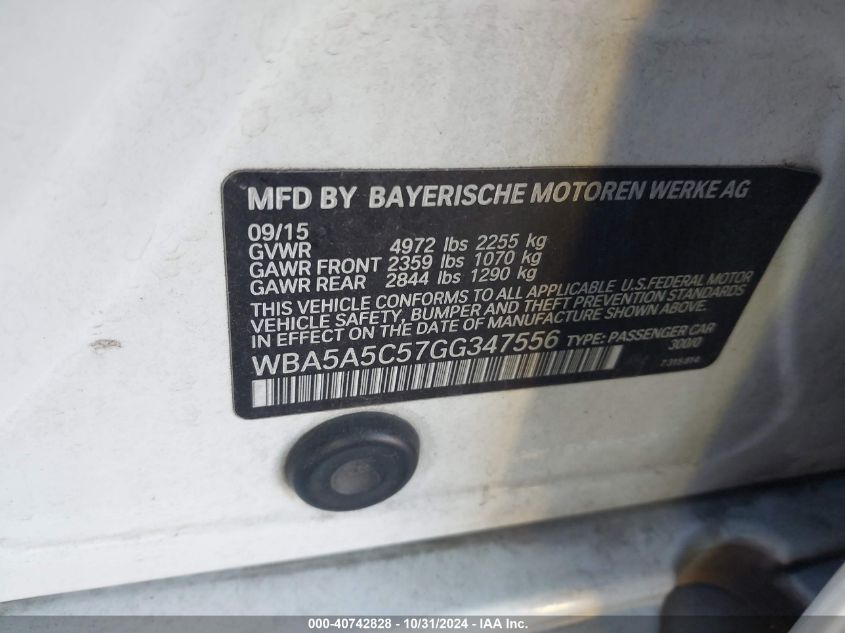 MFD BY BAYERISCHE MOTOREN WERKE AG
09/15
GVWR 4972 lbs 2255 kg
GAWR FRONT 2359 lbs 1070 kg
GAWR REAR 2844 lbs 1290 kg
THIS VEHICLE CONFORMS TO ALL APPLICABLE U.S.FEDERAL MOTOR
VEHICLE SAFETY, BUMPER AND THEFT PREVENTION STANDARDS
IN EFFECT ON THE DATE OF MANUFACTURE SHOWN ABOVE.
WBA5A5C57GG347556 TYPE: PASSENGER CAR
300/0
000-40742828 - 10/31/2024 - IAA Inc.